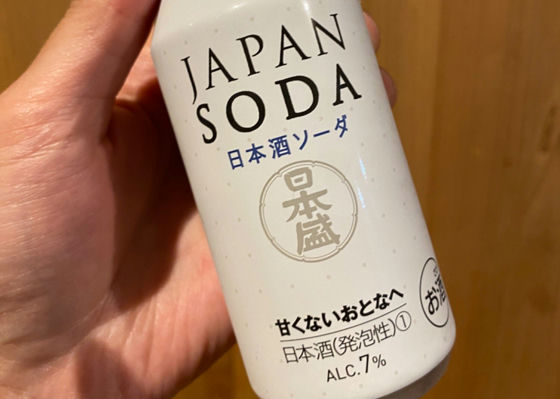 JAPAN
SODA
日本酒ソーダ
日本盛
甘くないおとなへ
日本酒(発泡性)①
ALC.7%
お酒